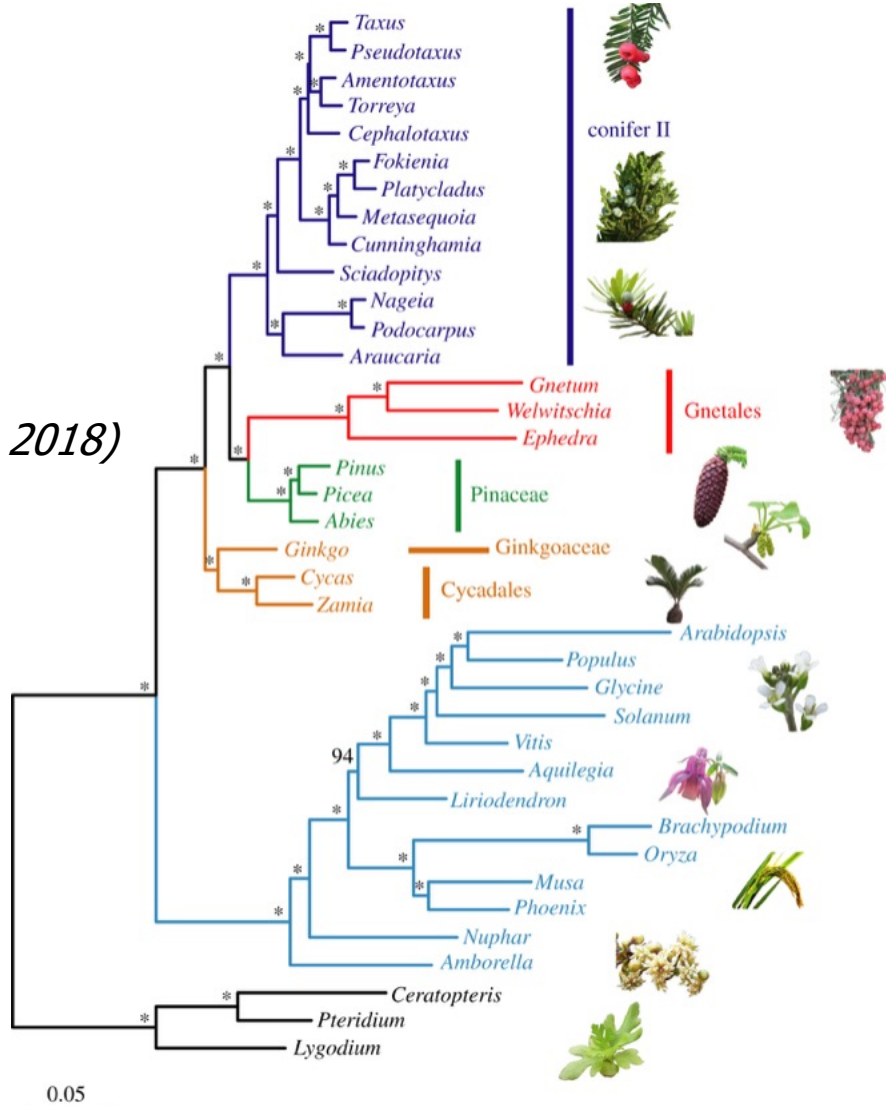 Taxus
Pseudotaxus
Amentotaxus
Torreya
Cephalotaxus
conifer II
Fokienia
Platycladus
Metasequoia
Cunninghamia
Sciadopitys
Nageia
Podocarpus
Araucaria
Gnetum
Welwitschia
Gnetales
Ephedra
2018)
Pinus
Picea
Pinaceae
Abies
Ginkgo
Ginkgoaceae
Cycas
Cycadales
Zamia
Arabidopsis
Populus
Glycine
Solanum
Vitis
94
Aquilegia
Liriodendron
Brachypodium
Oryza
Musa
Phoenix
Nuphar
Amborella
Ceratopteris
Pteridium
Lygodium
0.05